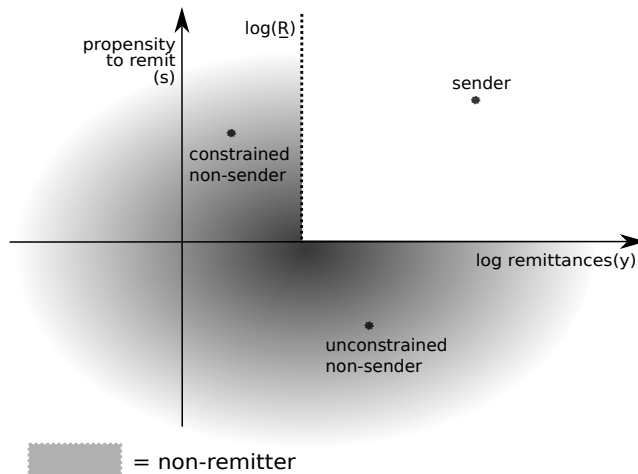 log(R̲)
propensity
to remit
(s)
sender
constrained
non-sender
log remittances(y)
unconstrained
non-sender
= non-remitter